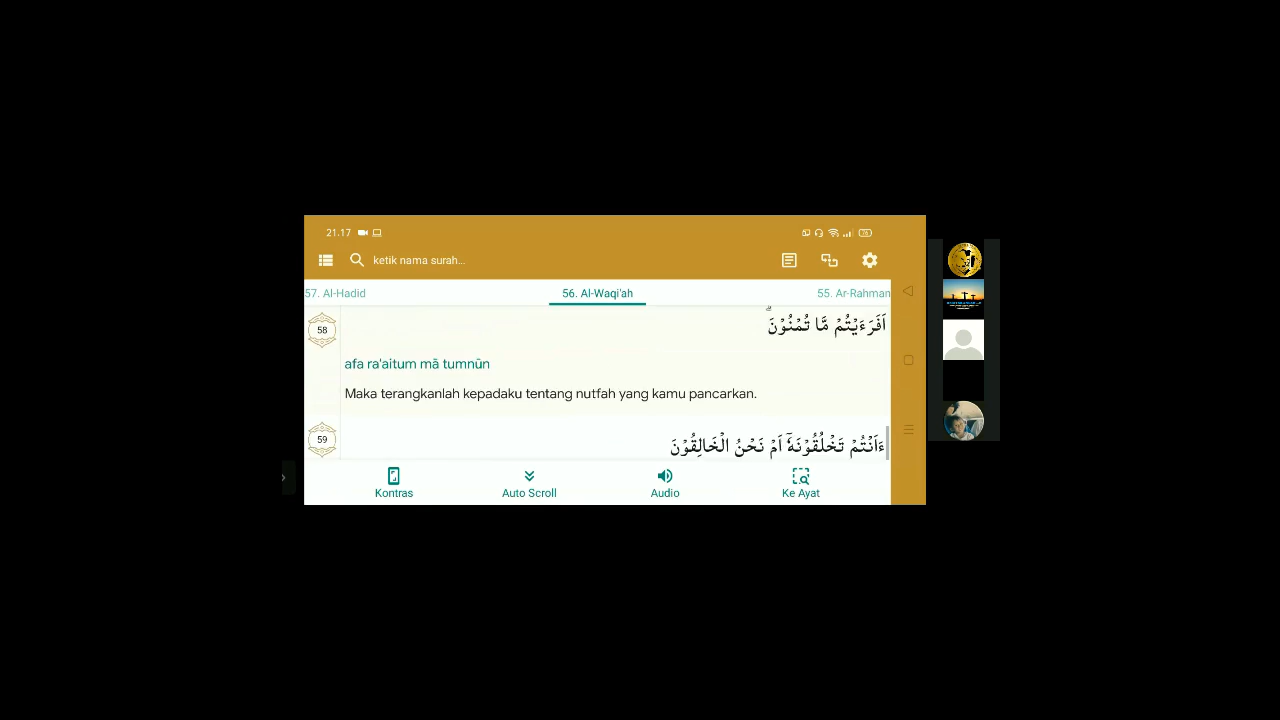 21.17
ketik nama surah...
57. Al-Hadid
56. Al-Waqi'ah
55. Ar-Rahman
58
اَفَرَءَيْتُمْ مَّا تُمْنُوْنَۗ
afa ra'aitum mā tumnūn
Maka terangkanlah kepadaku tentang nutfah yang kamu pancarkan.
59
ءَاَنْتُمْ تَخْلُقُوْنَهٗٓ اَمْ نَحْنُ الْخَالِقُوْنَ
Kontras
Auto Scroll
Audio
Ke Ayat